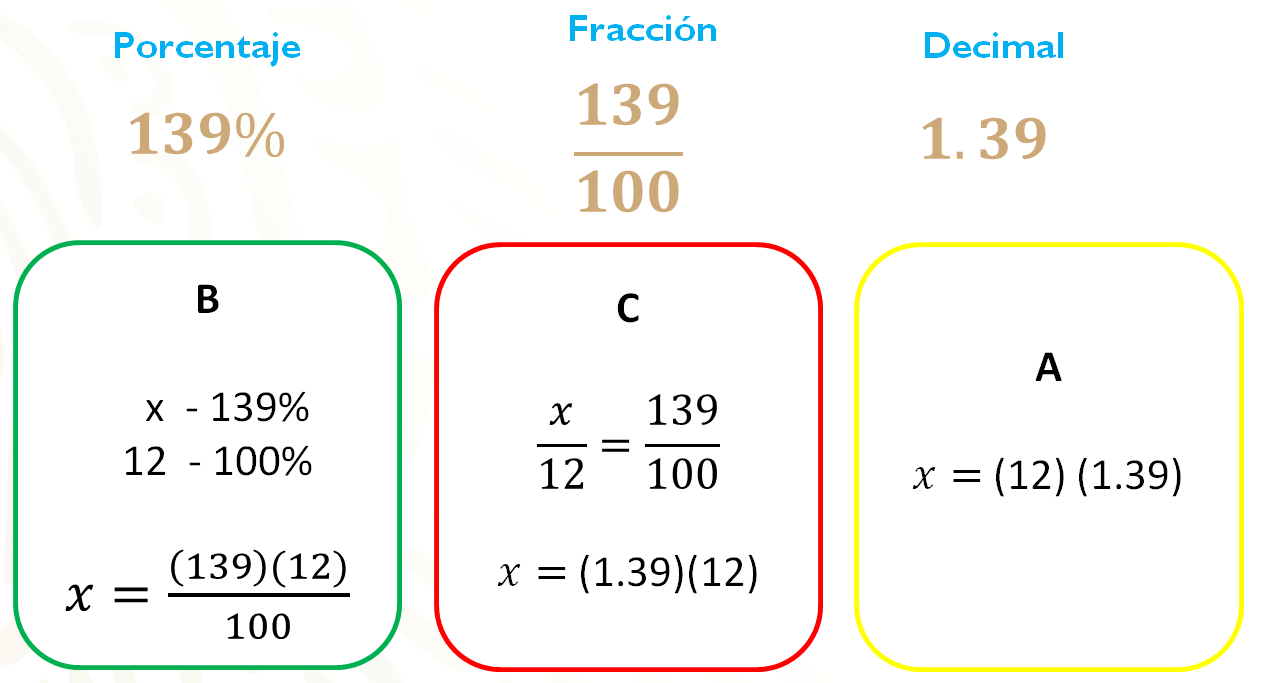 Porcentaje
Fracción
Decimal
139%
139
100
1.39
B
x - 139%
12 - 100%
x = (139)(12)
100
C
x
12
=
139
100
x = (1.39)(12)
A
x = (12) (1.39)